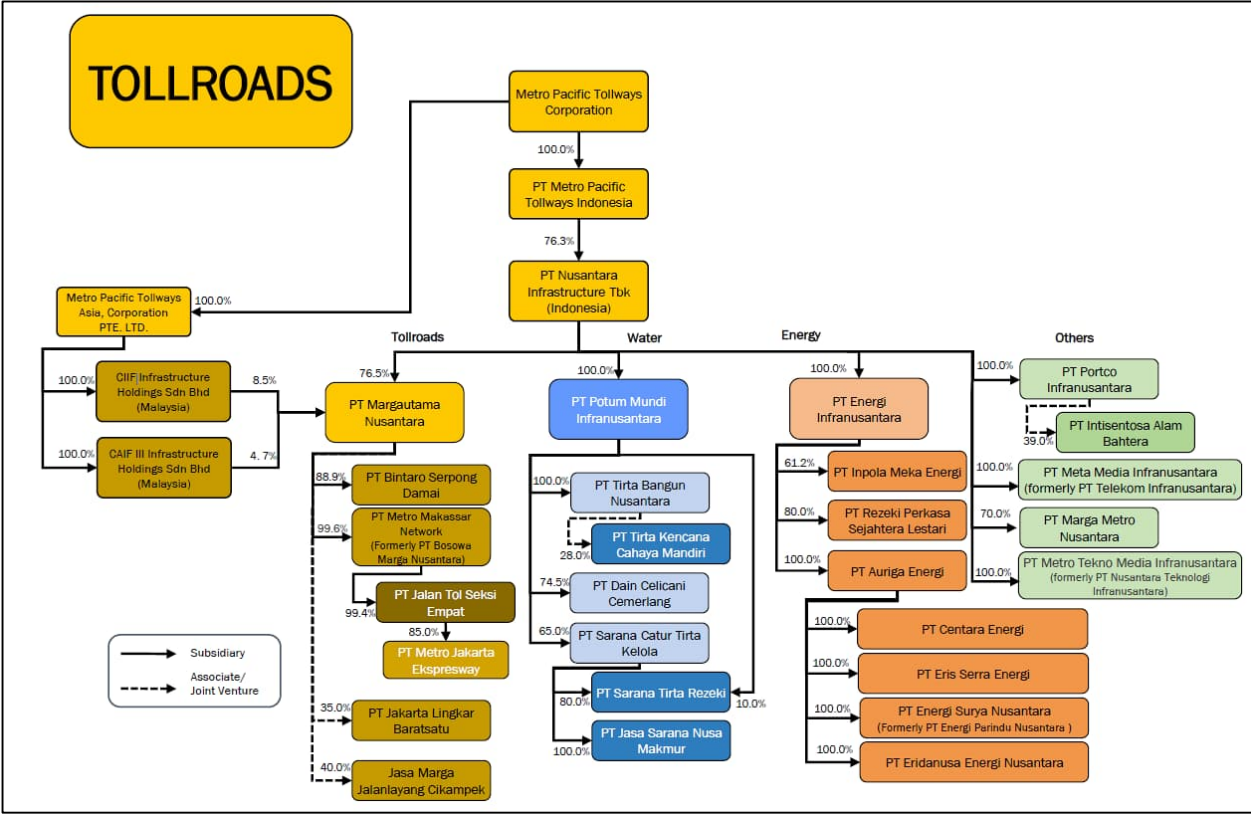 TOLLROADS
Metro Pacific Tollways
Corporation
100.0%
PT Metro Pacific
Tollways Indonesia
76.3%
PT Nusantara
Infrastructure Tbk
(Indonesia)
Metro Pacific Tollways
Asia, Corporation
PTE. LTD.
100.0%
100.0%
CIIF Infrastructure
Holdings Sdn Bhd
(Malaysia)
8.5%
100.0%
CAIF III Infrastructure
Holdings Sdn Bhd
(Malaysia)
4.7%
Tollroads
76.5%
PT Margautama
Nusantara
88.9%
PT Bintaro Serpong
Damai
99.6%
PT Metro Makassar
Network
(Formerly PT Bosowa
Marga Nusantara)
99.4%
PT Jalan Tol Seksi
Empat
85.0%
PT Metro Jakarta
Ekspresway
35.0%
PT Jakarta Lingkar
Baratsatu
40.0%
Jasa Marga
Jalanlayang Cikampek
Water
100.0%
PT Potum Mundi
Infranusantara
100.0%
PT Tirta Bangun
Nusantara
28.0%
PT Tirta Kencana
Cahaya Mandiri
74.5%
PT Dain Celicani
Cemerlang
65.0%
PT Sarana Catur Tirta
Kelola
80.0%
PT Sarana Tirta Rezeki
10.0%
100.0%
PT Jasa Sarana Nusa
Makmur
Energy
100.0%
PT Energi
Infranusantara
61.2%
PT Inpola Meka Energi
80.0%
PT Rezeki Perkasa
Sejahtera Lestari
100.0%
PT Auriga Energi
100.0%
PT Centara Energi
100.0%
PT Eris Serra Energi
100.0%
PT Energi Surya Nusantara
(Formerly PT Energi Parindu Nusantara )
100.0%
PT Eridanusa Energi Nusantara
Others
100.0%
PT Portco
Infranusantara
39.0%
PT Intisentosa Alam
Bahtera
100.0%
PT Meta Media Infranusantara
(formerly PT Telekom Infranusantara)
70.0%
PT Marga Metro
Nusantara
100.0%
PT Metro Tekno Media Infranusantara
(formerly PT Nusantara Teknologi
Infranusantara)
Subsidiary
Associate/
Joint Venture